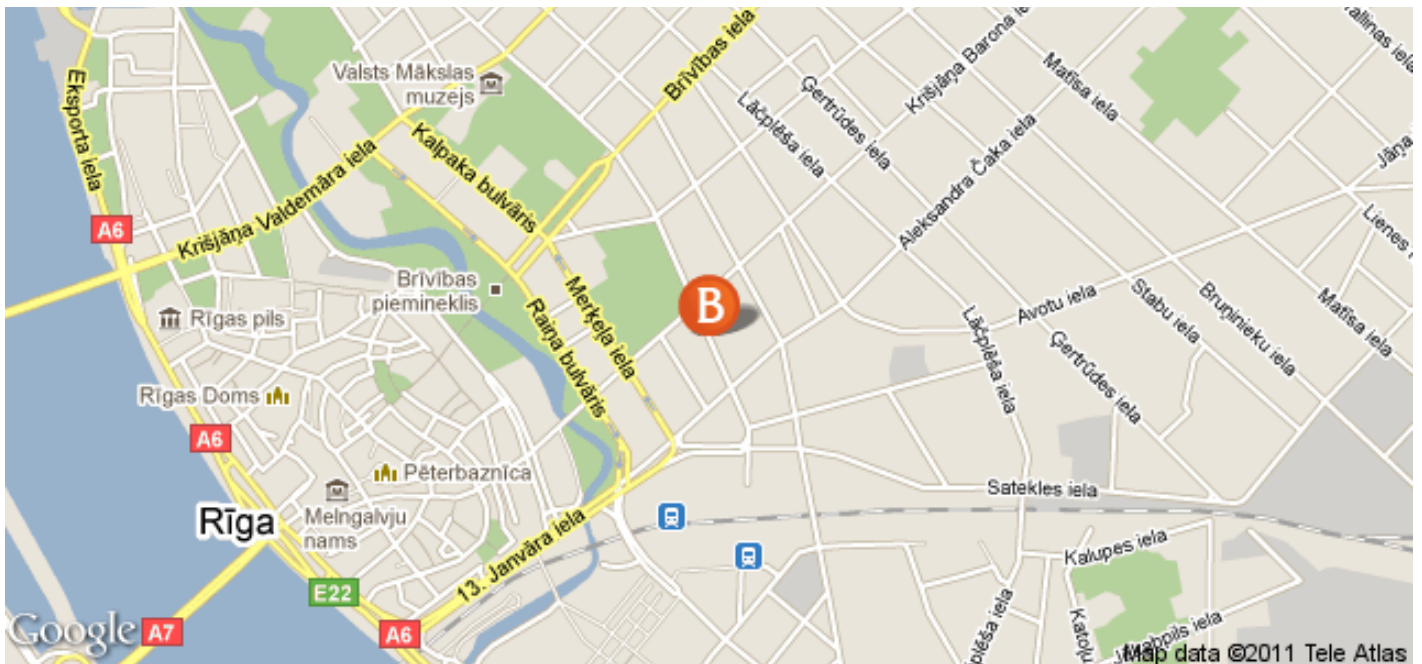 Eksporta iela
Valsts Mākslas
muzejs
Brīvības iela
Krišjāņa Barona iela
Matīsa iela
Lāčplēša iela
Ģertrūdes iela
Kalpaka bulvāris
Aleksandra Čaka iela
Krišjāņa Valdemāra iela
A6
Brīvības
piemineklis
Merķeļa iela
Raiņa bulvāris
B
Rīgas pils
Avotu iela
Lāčplēša iela
Ģertrūdes iela
Stabu iela
Bruņinieku iela
Matīsa iela
Rīgas Doms
A6
Pēterbaznīca
Melngalvju
nams
Rīga
Satekles iela
13. Janvāra iela
Kalupes iela
E22
A6
A7
Google
Map data ©2011 Tele Atlas